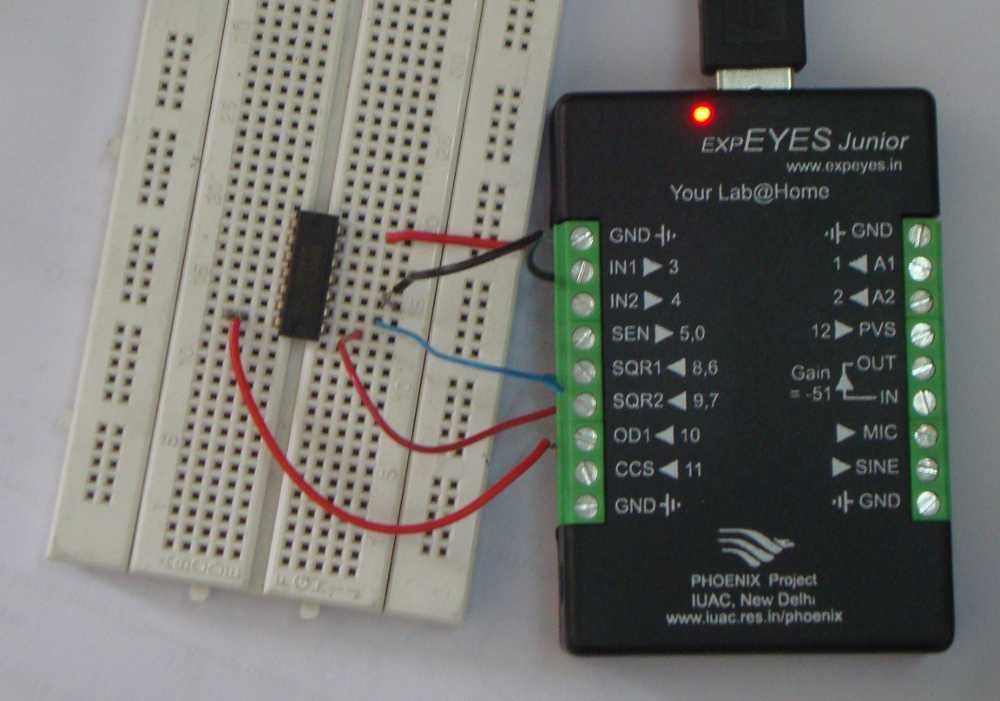 EXPEYES Junior
www.expeyes.in
Your Lab@Home
GND
IN1 ▶ 3
IN2 ▶ 4
SEN ▶ 5,0
SQR1 ◀ 8,6
SQR2 ◀ 9,7
OD1 ◀ 10
CCS ◀ 11
GND
GND
1 ◀ A1
2 ◀ A2
12 ▶ PVS
Gain = -51
OUT
IN
▶ MIC
▶ SINE
GND
PHOENIX Project
IUAC, New Delhi
www.iuac.res.in/phoenix